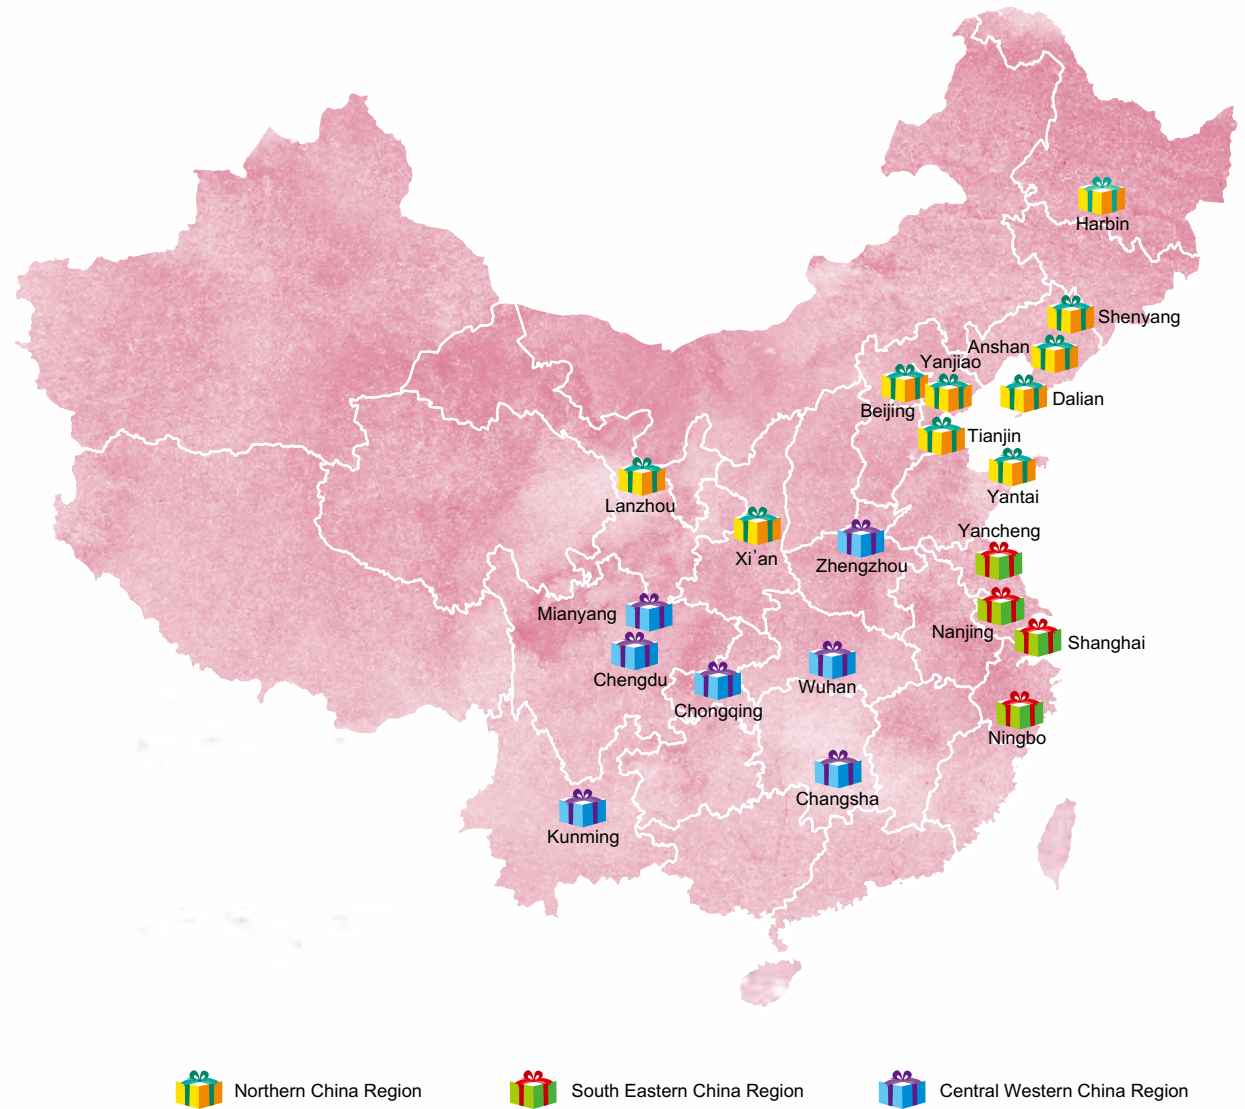 Harbin
Shenyang
Anshan
Yanjiao
Beijing
Dalian
Tianjin
Lanzhou
Yantai
Xi’an
Zhengzhou
Yancheng
Mianyang
Nanjing
Shanghai
Chengdu
Wuhan
Chongqing
Ningbo
Changsha
Kunming
Northern China Region
South Eastern China Region
Central Western China Region